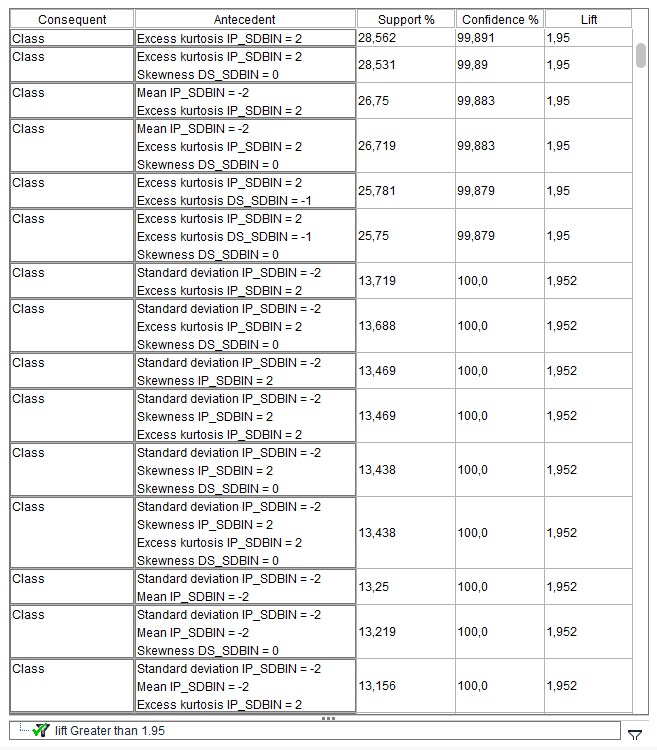 Consequent Antecedent Support % Confidence % Lift
Class Excess kurtosis IP_SDBIN = 2 28,562 99,891 1,95
Class Excess kurtosis IP_SDBIN = 2
Skewness DS_SDBIN = 0 28,531 99,89 1,95
Class Mean IP_SDBIN = -2
Excess kurtosis IP_SDBIN = 2 26,75 99,883 1,95
Class Mean IP_SDBIN = -2
Excess kurtosis IP_SDBIN = 2 26,719 99,883 1,95
Skewness DS_SDBIN = 0
Class Excess kurtosis IP_SDBIN = 2
Excess kurtosis DS_SDBIN = -1 25,781 99,879 1,95
Class Excess kurtosis IP_SDBIN = 2
Excess kurtosis DS_SDBIN = -1 25,75 99,879 1,95
Skewness DS_SDBIN = 0
Class Standard deviation IP_SDBIN = -2
Excess kurtosis IP_SDBIN = 2 13,719 100,0 1,952
Class Standard deviation IP_SDBIN = -2
Excess kurtosis IP_SDBIN = 2 13,688 100,0 1,952
Skewness DS_SDBIN = 0
Class Standard deviation IP_SDBIN = -2
Skewness IP_SDBIN = 2 13,469 100,0 1,952
Class Standard deviation IP_SDBIN = -2
Skewness IP_SDBIN = 2 13,469 100,0 1,952
Excess kurtosis IP_SDBIN = 2
Class Standard deviation IP_SDBIN = -2
Skewness IP_SDBIN = 2 13,438 100,0 1,952
Skewness DS_SDBIN = 0
Class Standard deviation IP_SDBIN = -2
Skewness IP_SDBIN = 2
Excess kurtosis IP_SDBIN = 2 13,438 100,0 1,952
Skewness DS_SDBIN = 0
Class Standard deviation IP_SDBIN = -2
Mean IP_SDBIN = -2 13,25 100,0 1,952
Class Standard deviation IP_SDBIN = -2
Mean IP_SDBIN = -2 13,219 100,0 1,952
Skewness DS_SDBIN = 0
Class Standard deviation IP_SDBIN = -2
Mean IP_SDBIN = -2 13,156 100,0 1,952
Excess kurtosis IP_SDBIN = 2
lift Greater than 1.95